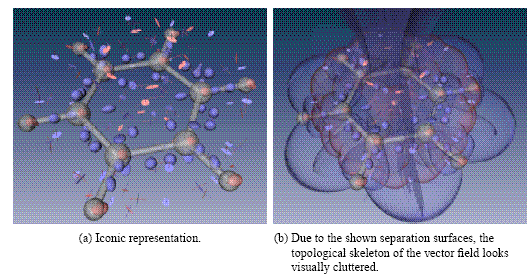 (a) Iconic representation.
(b) Due to the shown separation surfaces, the
topological skeleton of the vector field looks
visually cluttered.